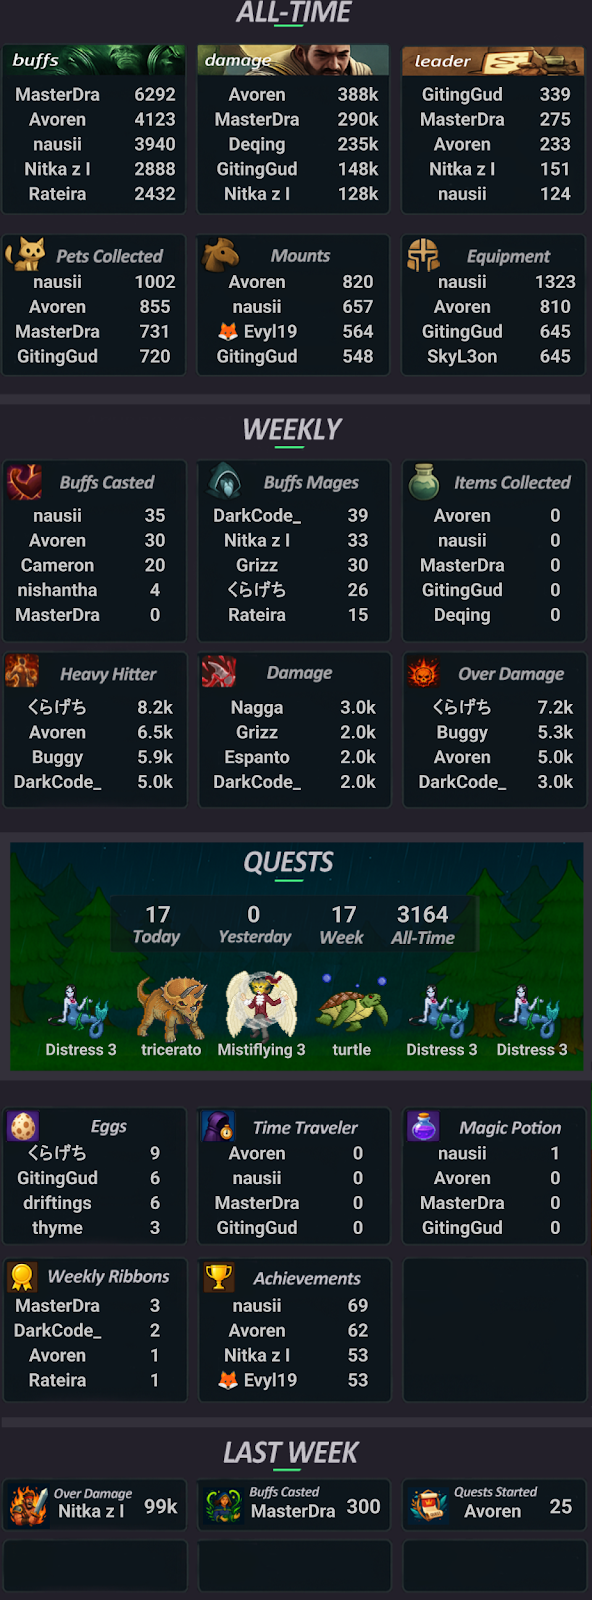 ALL-TIME
buffs
MasterDra 6292
Avoren 4123
nausii 3940
Nitka z I 2888
Rateira 2432
damage
Avoren 388k
MasterDra 290k
Deqing 235k
GitingGud 148k
Nitka z I 128k
leader
GitingGud 339
MasterDra 275
Avoren 233
Nitka z I 151
nausii 124
Pets Collected
nausii 1002
Avoren 855
MasterDra 731
GitingGud 720
Mounts
Avoren 820
nausii 657
🦊 Evyl19 564
GitingGud 548
Equipment
nausii 1323
Avoren 810
GitingGud 645
SkyL3on 645
WEEKLY
Buffs Casted
nausii 35
Avoren 30
Cameron 20
nishantha 4
MasterDra 0
Buffs Mages
DarkCode_ 39
Nitka z I 33
Grizz 30
くらげち 26
Rateira 15
Items Collected
Avoren 0
nausii 0
MasterDra 0
GitingGud 0
Deqing 0
Heavy Hitter
くらげち 8.2k
Avoren 6.5k
Buggy 5.9k
DarkCode_ 5.0k
Damage
Nagga 3.0k
Grizz 2.0k
Espanto 2.0k
DarkCode_ 2.0k
Over Damage
くらげち 7.2k
Buggy 5.3k
Avoren 5.0k
DarkCode_ 3.0k
QUESTS
17 0 17 3164
Today Yesterday Week All-Time
Distress 3 tricerato Mistiflying 3 turtle Distress 3 Distress 3
Eggs
くらげち 9
GitingGud 6
driftings 6
thyme 3
Time Traveler
Avoren 0
nausii 0
MasterDra 0
GitingGud 0
Magic Potion
nausii 1
Avoren 0
MasterDra 0
GitingGud 0
Weekly Ribbons
MasterDra 3
DarkCode_ 2
Avoren 1
Rateira 1
Achievements
nausii 69
Avoren 62
Nitka z I 53
🦊 Evyl19 53
LAST WEEK
Over Damage
Nitka z I 99k
Buffs Casted
MasterDra 300
Quests Started
Avoren 25